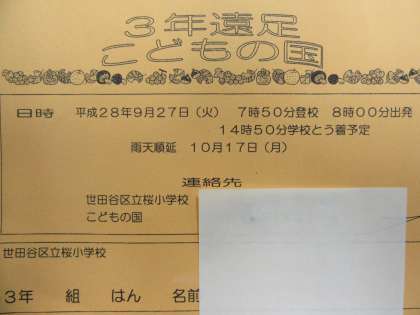 3年遠足
こどもの国
日時 平成28年9月27日（火） 7時50分登校 8時00分出発
14時50分学校とう着予定
雨天順延 10月17日（月）
連絡先
世田谷区立桜小学校
こどもの国
世田谷区立桜小学校
3年 組 はん 名前